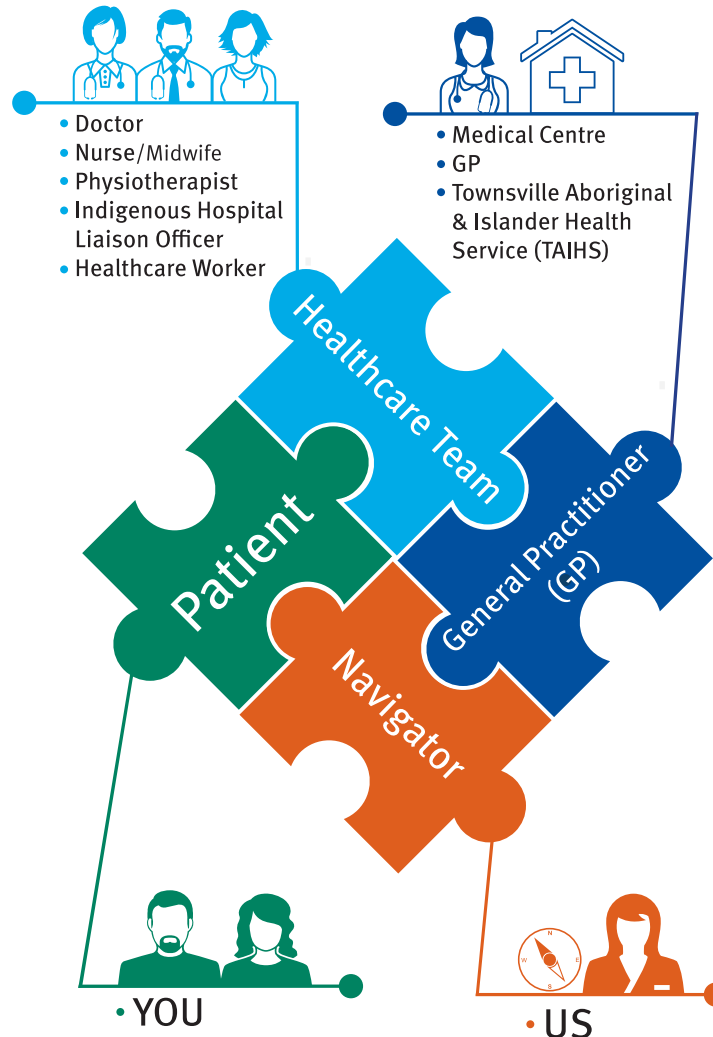 • Doctor
• Nurse/Midwife
• Physiotherapist
• Indigenous Hospital
Liaison Officer
• Healthcare Worker
• Medical Centre
• GP
• Townsville Aboriginal
& Islander Health
Service (TAIHS)
Healthcare Team
General Practitioner
(GP)
Patient
Navigator
N
W
E
S
• YOU
• US